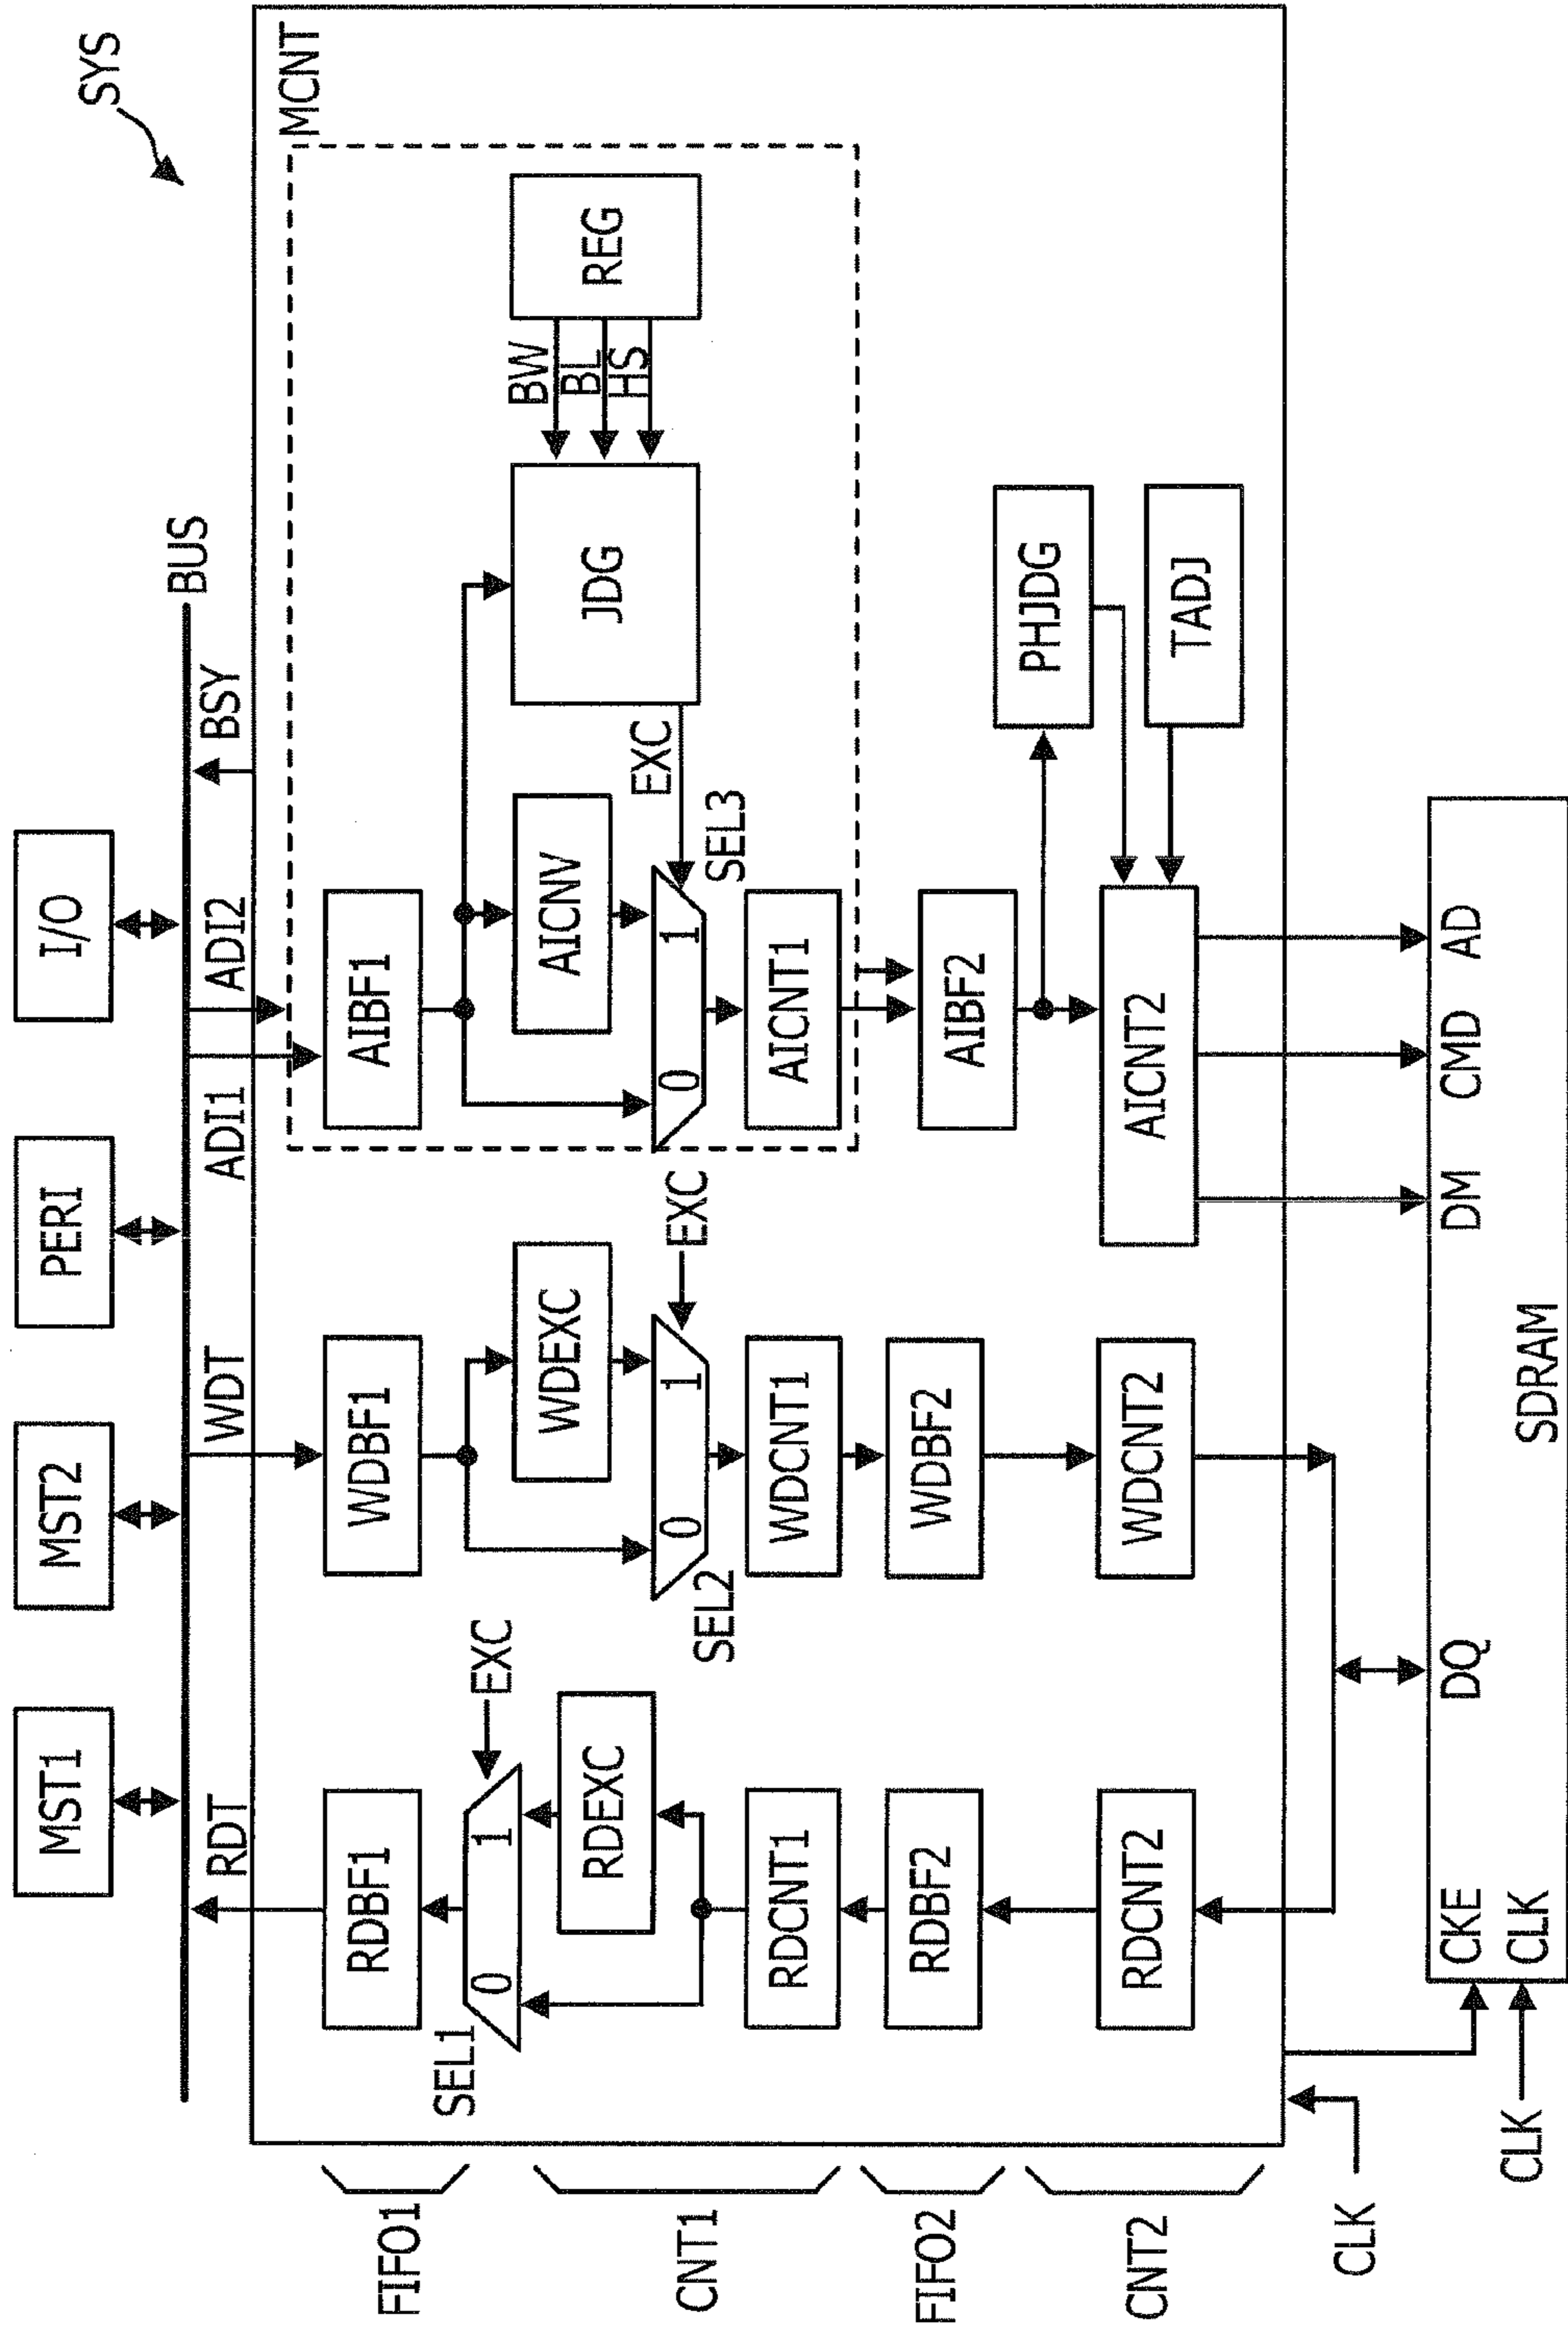 SYS
MST1
MST2
PERI
I/O
BUS
RDT
WDT
ADI1
ADI2
BSY
MCNT
FIFO1
RDBF1
WDBF1
AIBF1
SEL1
0
1
EXC
CNT1
RDEXC
WDEXC
AICNV
JDG
BW
BL
HS
REG
SEL2
0
1
EXC
0
1
EXC
SEL3
RDCNT1
WDCNT1
AICNT1
FIFO2
RDBF2
WDBF2
AIBF2
PHJDG
CNT2
RDCNT2
WDCNT2
AICNT2
TADJ
CLK
CKE
DQ
DM
CMD
AD
CLK
CLK
SDRAM